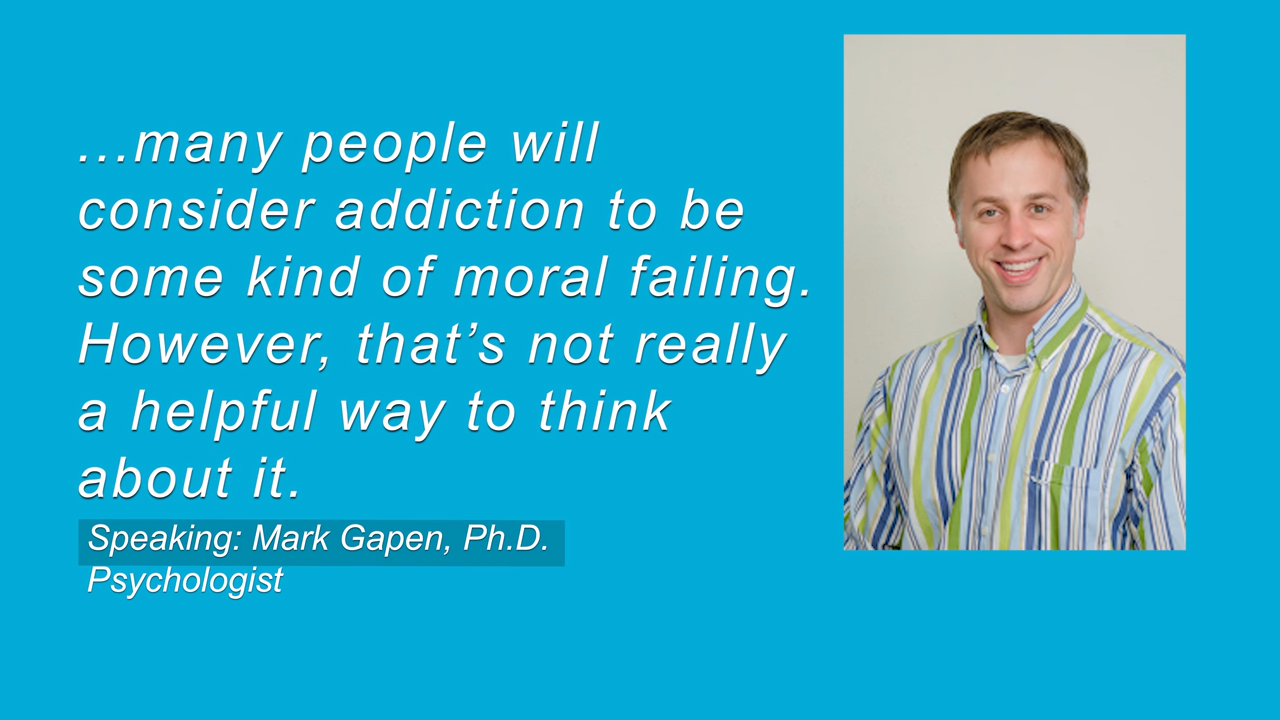 ...many people will
consider addiction to be
some kind of moral failing.
However, that’s not really
a helpful way to think
about it.
Speaking: Mark Gapen, Ph.D.
Psychologist